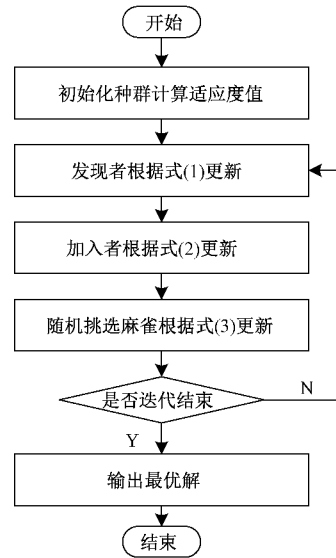 开始
初始化种群计算适应度值
发现者根据式(1)更新
加入者根据式(2)更新
随机挑选麻雀根据式(3)更新
是否迭代结束
N
Y
输出最优解
结束